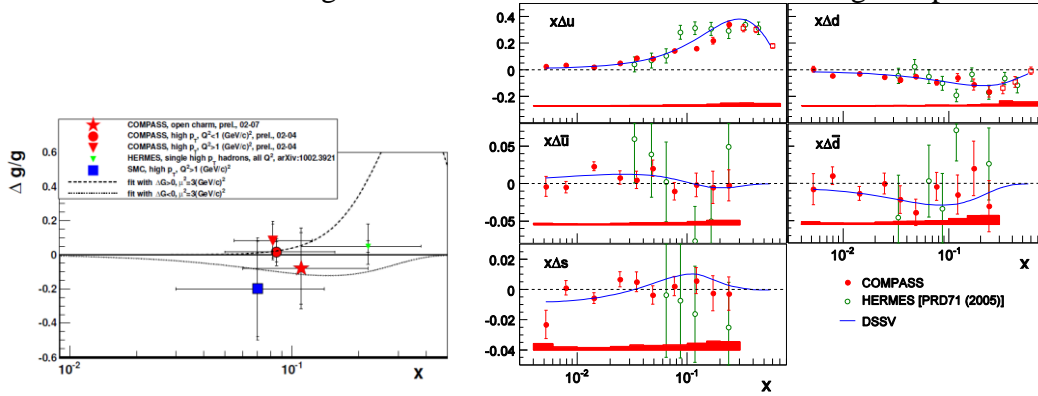 COMPASS, open charm, prel., 02-07
COMPASS, high p_T, Q²<1 (GeV/c)², prel., 02-04
COMPASS, high p_T, Q²>1 (GeV/c)², prel., 02-04
HERMES, single high p_T hadrons, all Q², arXiv:1002.3921
SMC, high p_T, Q²>1 (GeV/c)²
fit with ΔG>0, μ²=3(GeV/c)²
fit with ΔG<0, μ²=3(GeV/c)²
Δ g/g
0.6
0.4
0.2
0
-0.2
-0.4
-0.6
10⁻²
10⁻¹
x
xΔu
0.4
0.2
0
-0.2
xΔd
xΔu̅
0.05
0
-0.05
xΔd̅
10⁻²
10⁻¹
x
xΔs
0.02
0
-0.02
-0.04
10⁻²
10⁻¹
x
COMPASS
HERMES [PRD71 (2005)]
DSSV